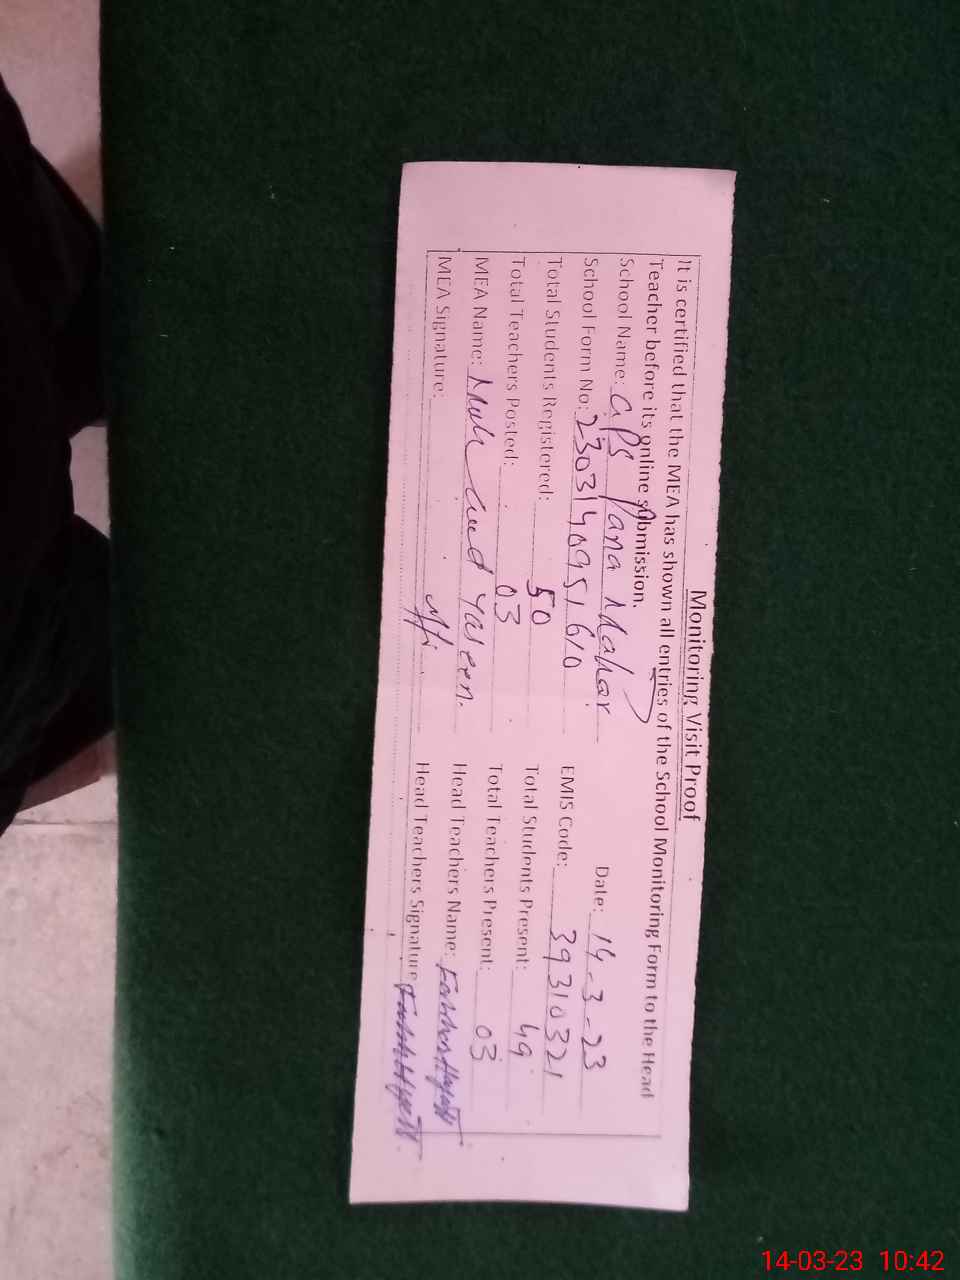 Monitoring Visit Proof
It is certified that the MEA has shown all entries of the School Monitoring Form to the Head
Teacher before its online submission.
School Name: GPS Pana Mahar Date: 14-3-23
School Form No: 2303140951610 EMIS Code: 39310321
Total Students Registered: 50 Total Students Present: 49
Total Teachers Posted: 03 Total Teachers Present: 03
MEA Name: Yaseen. Head Teachers Name:
MEA Signature: Head Teachers Signature
14-03-23 10:42